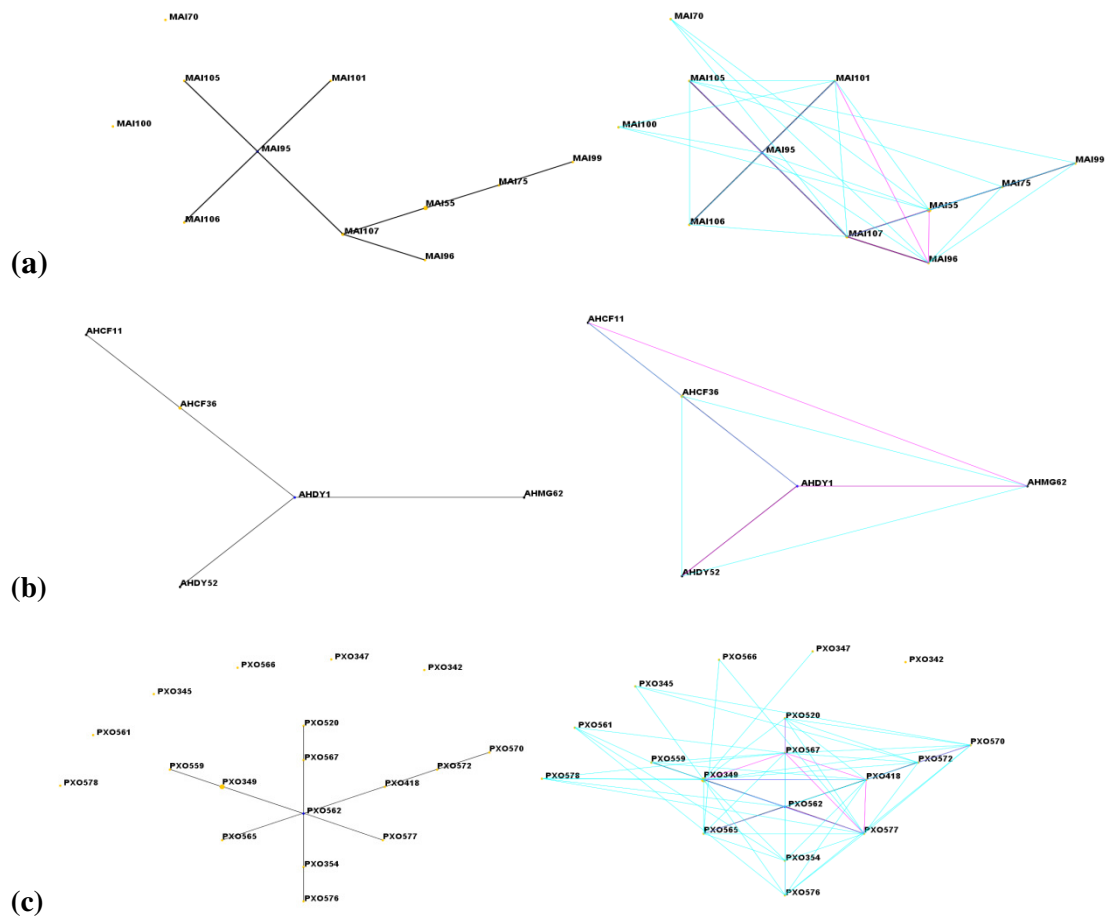 MAI70
MAI105
MAI101
MAI100
MAI95
MAI99
MAI75
MAI55
MAI106
MAI107
MAI96
MAI70
MAI105
MAI101
MAI100
MAI95
MAI99
MAI75
MAI55
MAI106
MAI107
MAI96
(a)
AHCF11
AHCF36
AHDY1
AHMG62
AHDY52
AHCF11
AHCF36
AHDY1
AHMG62
AHDY52
(b)
PXO347
PXO566
PXO342
PXO345
PXO520
PXO561
PXO570
PXO567
PXO559
PXO572
PXO349
PXO578
PXO418
PXO562
PXO565
PXO577
PXO354
PXO576
PXO347
PXO566
PXO342
PXO345
PXO520
PXO561
PXO570
PXO567
PXO559
PXO572
PXO349
PXO578
PXO418
PXO562
PXO565
PXO577
PXO354
PXO576
(c)